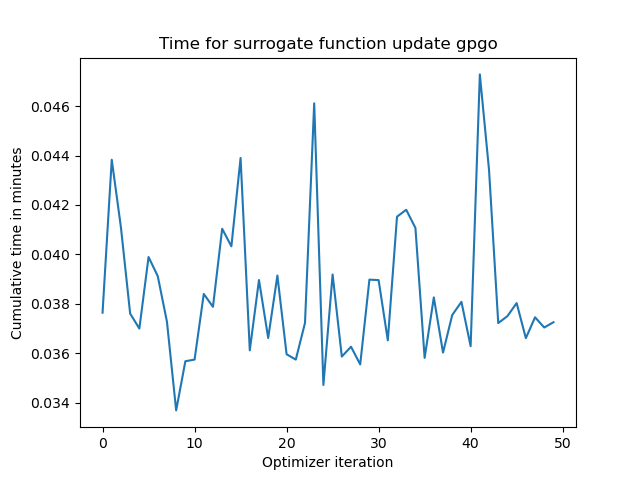 Time for surrogate function update gpgo
Cumulative time in minutes
0.046
0.044
0.042
0.040
0.038
0.036
0.034
0 10 20 30 40 50
Optimizer iteration